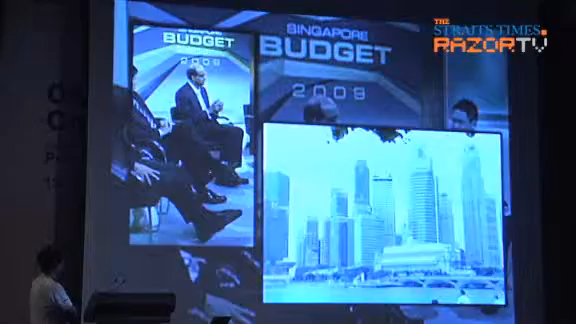 THE
STRAITS TIMES
RAZORTV
SINGAPORE
BUDGET
2009
BUDGET
2009